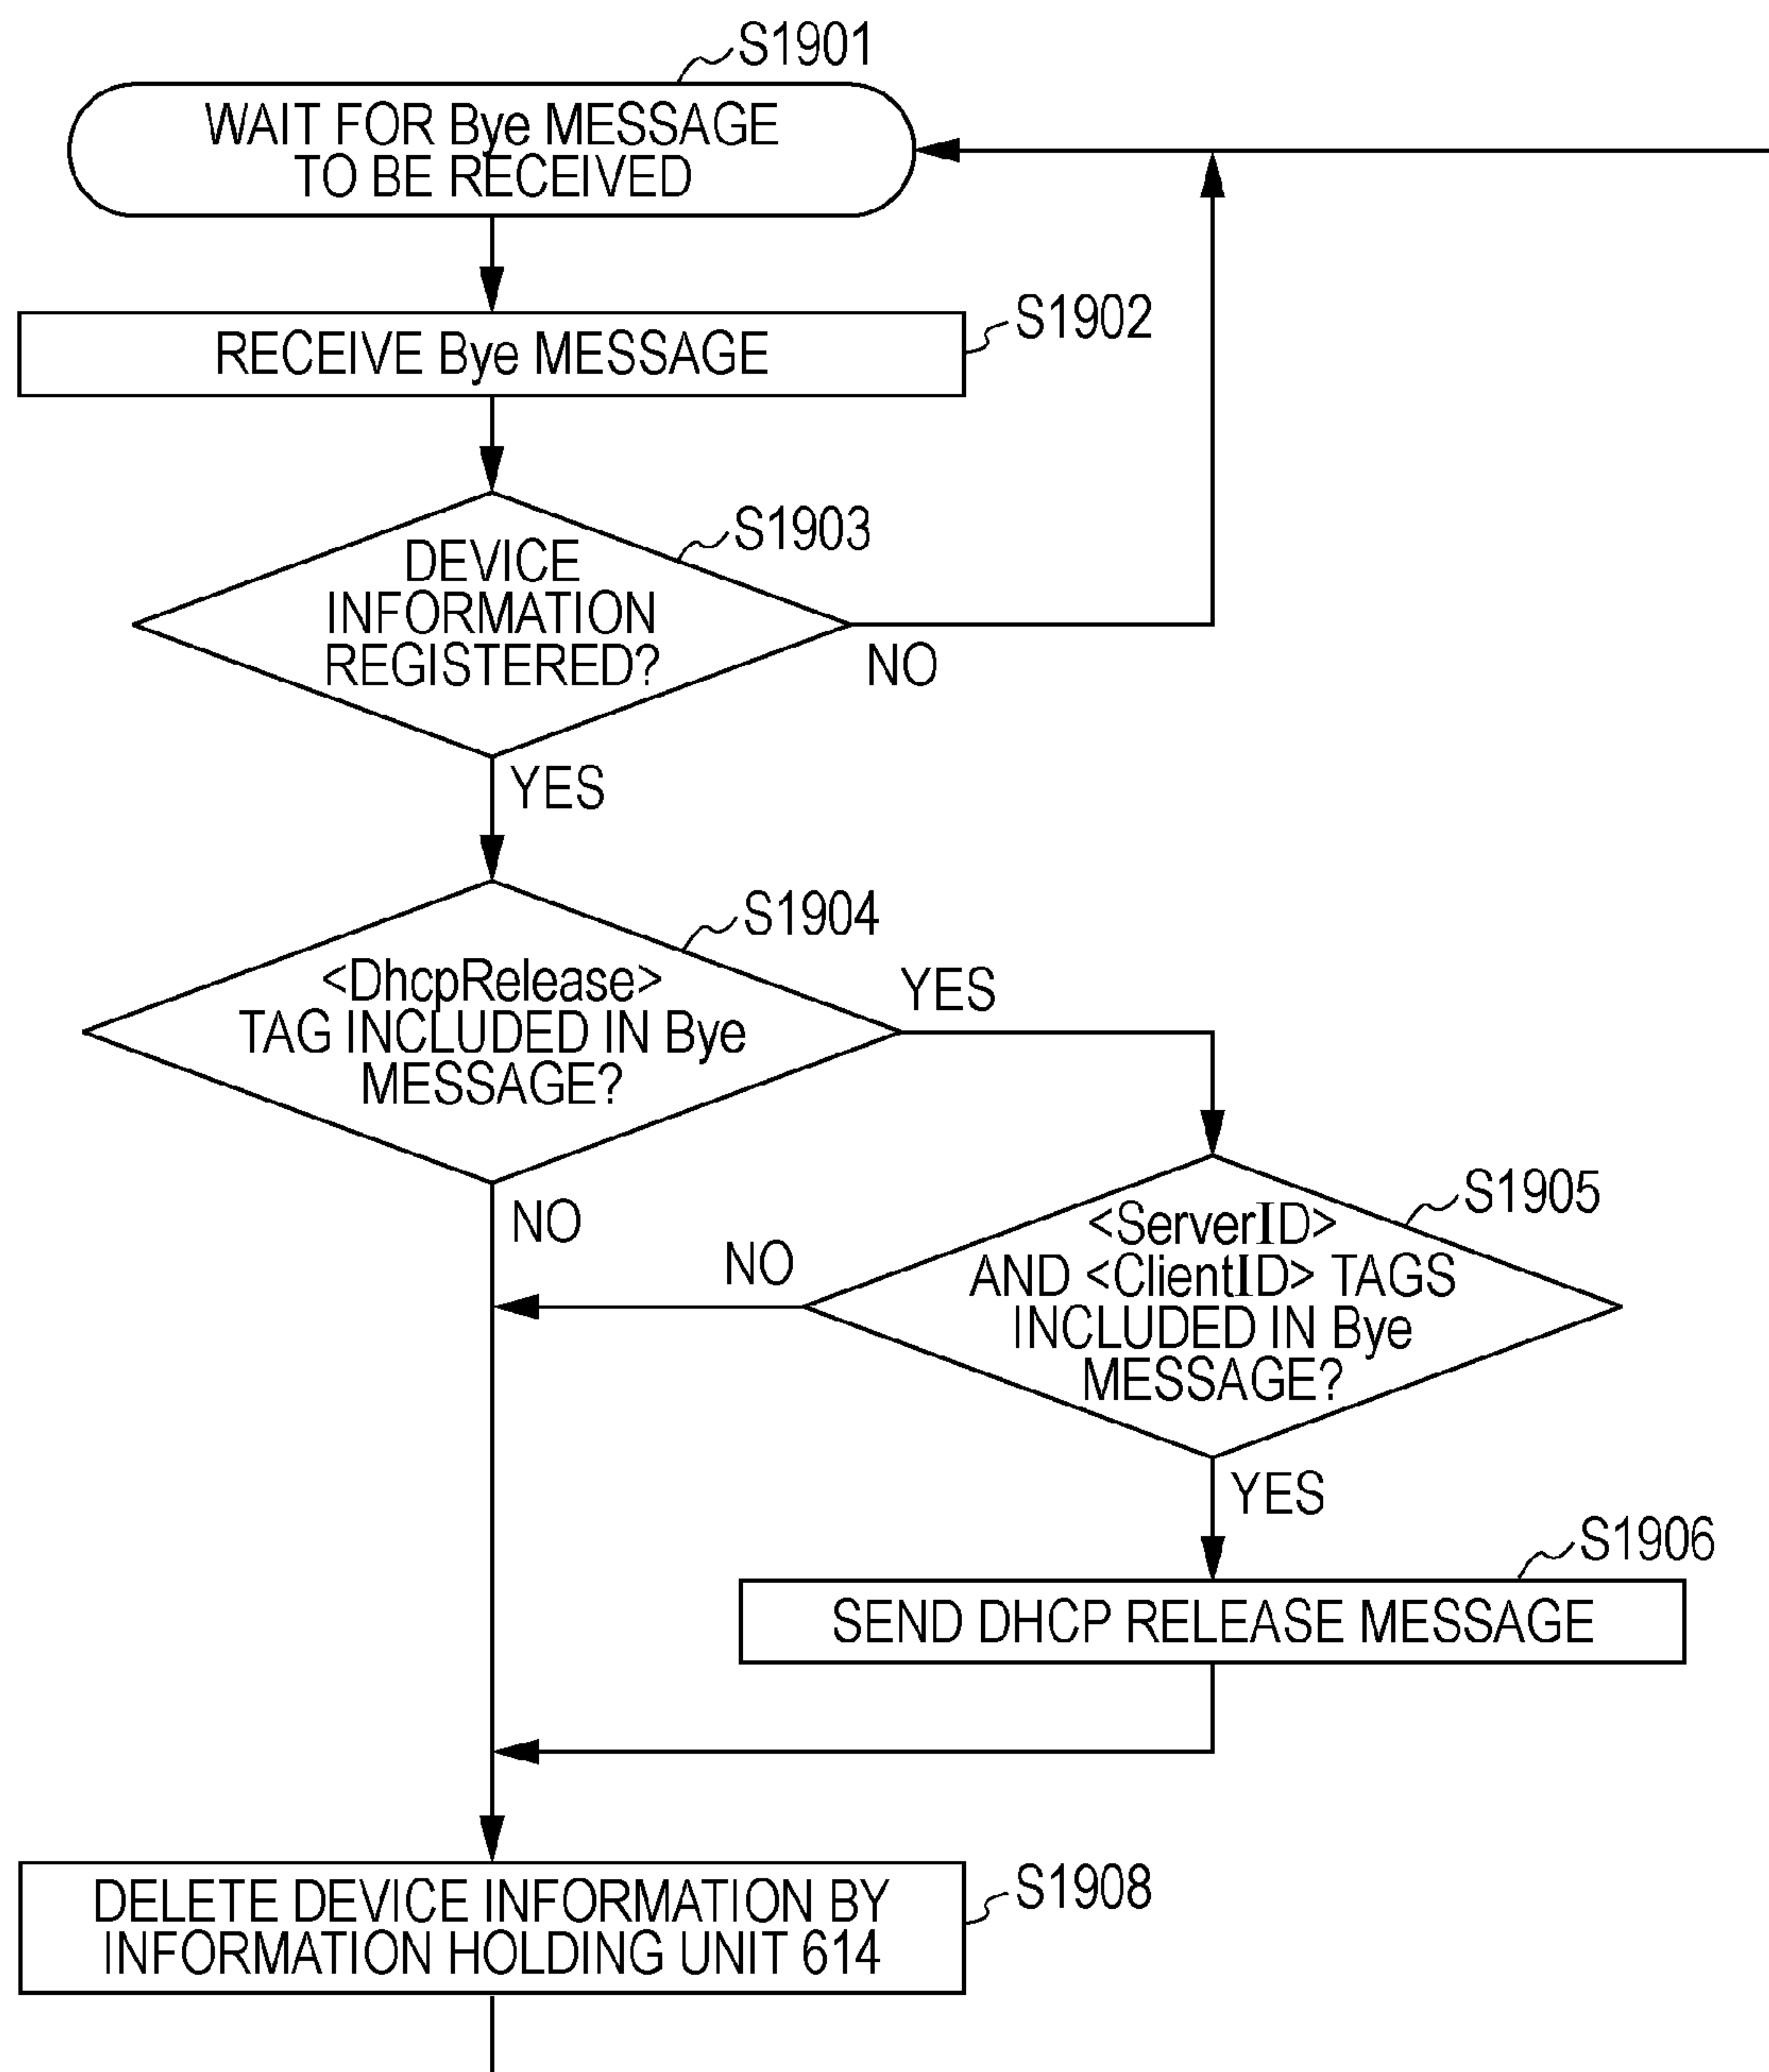 S1901
WAIT FOR Bye MESSAGE
TO BE RECEIVED
S1902
RECEIVE Bye MESSAGE
S1903
DEVICE
INFORMATION
REGISTERED?
NO
YES
S1904
<DhcpRelease>
TAG INCLUDED IN Bye
MESSAGE?
YES
NO
S1905
<ServerID>
AND <ClientID> TAGS
INCLUDED IN Bye
MESSAGE?
NO
YES
S1906
SEND DHCP RELEASE MESSAGE
S1908
DELETE DEVICE INFORMATION BY
INFORMATION HOLDING UNIT 614